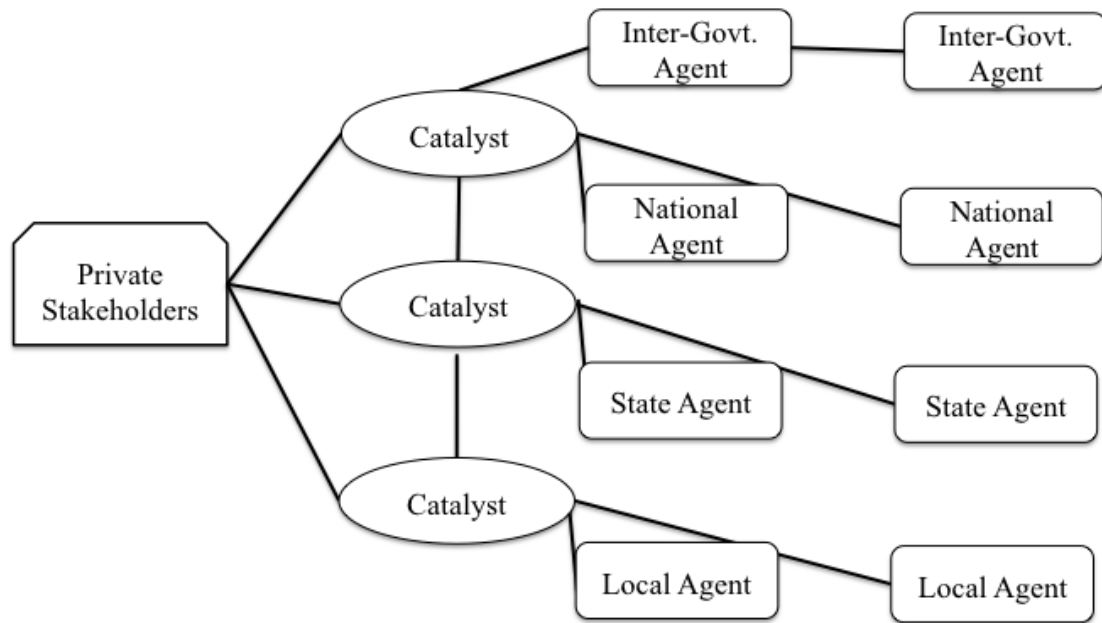 Inter-Govt.
Agent
Inter-Govt.
Agent
Catalyst
National
Agent
National
Agent
Private
Stakeholders
Catalyst
State Agent
State Agent
Catalyst
Local Agent
Local Agent